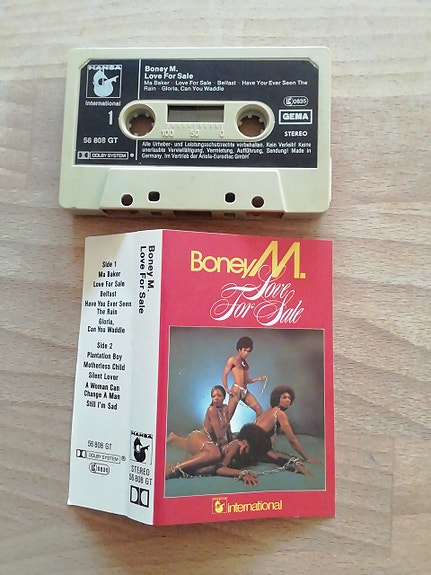 HANSA
International
1
56 808 GT
DOLBY SYSTEM
Boney M.
Love For Sale
Ma Baker · Love For Sale · Belfast · Have You Ever Seen The
Rain · Gloria, Can You Waddle
0835
GEMA
STEREO
100 50 0
Alle Urheber- und Leistungsschutzrechte vorbehalten. Kein Verleih! Keine
unerlaubte Vervielfältigung, Vermietung, Aufführung, Sendung! Made in
Germany. Im Vertrieb der Ariola-Eurodisc GmbH
Side 1
Ma Baker
Love For Sale
Belfast
Have You Ever Seen
The Rain
Gloria,
Can You Waddle
Side 2
Plantation Boy
Motherless Child
Silent Lover
A Woman Can
Change A Man
Still I'm Sad
56 808 GT
DOLBY SYSTEM
0835
Boney M.
Love For Sale
HANSA
STEREO
56 808 GT
Boney M.
Love
For Sale
international